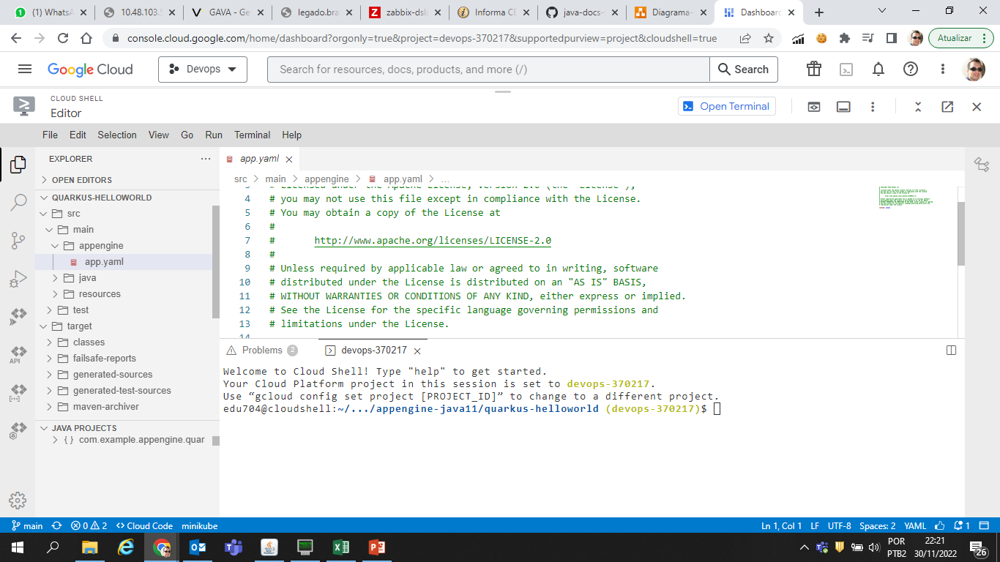 (1) WhatsA
10.48.103.
GAVA - Ge
legado.bra
zabbix-dsl
Informa CE
java-docs-
Diagrama-
Dashboard
console.cloud.google.com/home/dashboard?orgonly=true&project=devops-370217&supportedpurview=project&cloudshell=true
Atualizar
Google Cloud
Devops
Search for resources, docs, products, and more (/)
Search
CLOUD SHELL
Editor
Open Terminal
File Edit Selection View Go Run Terminal Help
EXPLORER
OPEN EDITORS
QUARKUS-HELLOWORLD
src
main
appengine
app.yaml
java
resources
test
target
classes
failsafe-reports
generated-sources
generated-test-sources
maven-archiver
JAVA PROJECTS
{} com.example.appengine.quar
API
app.yaml
src > main > appengine > app.yaml > ...
3 # Licensed under the Apache License, Version 2.0 (the "License");
4 # you may not use this file except in compliance with the License.
5 # You may obtain a copy of the License at
6 #
7 # http://www.apache.org/licenses/LICENSE-2.0
8 #
9 # Unless required by applicable law or agreed to in writing, software
10 # distributed under the License is distributed on an "AS IS" BASIS,
11 # WITHOUT WARRANTIES OR CONDITIONS OF ANY KIND, either express or implied.
12 # See the License for the specific language governing permissions and
13 # limitations under the License.
14
Problems 2
devops-370217
Welcome to Cloud Shell! Type "help" to get started.
Your Cloud Platform project in this session is set to devops-370217.
Use “gcloud config set project [PROJECT_ID]” to change to a different project.
edu704@cloudshell:~/.../appengine-java11/quarkus-helloworld (devops-370217)$
main 0 2 <> Cloud Code minikube
Ln 1, Col 1 LF UTF-8 Spaces: 2 YAML 1
POR
PTB2
22:21
30/11/2022
26